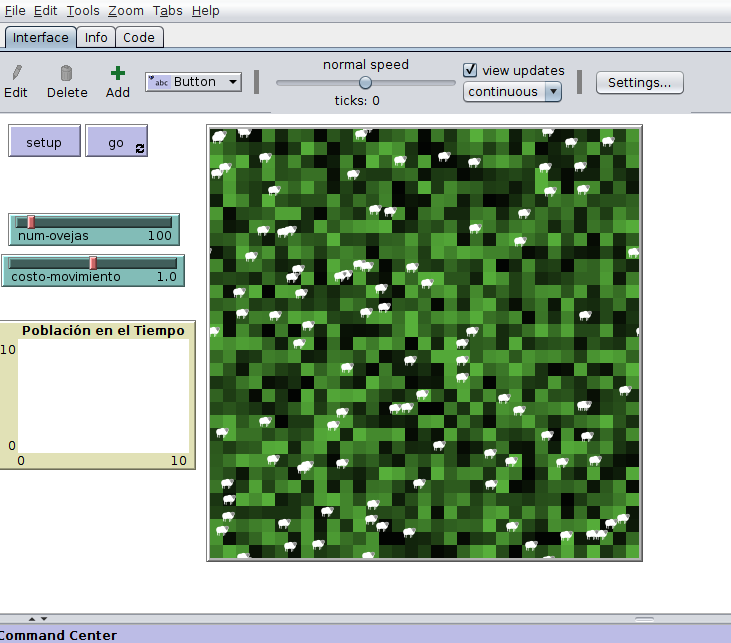 File Edit Tools Zoom Tabs Help
Interface Info Code
normal speed
view updates
Edit Delete Add abc Button continuous Settings...
ticks: 0
setup go
num-ovejas 100
costo-movimiento 1.0
Población en el Tiempo
10
0
0 10
Command Center